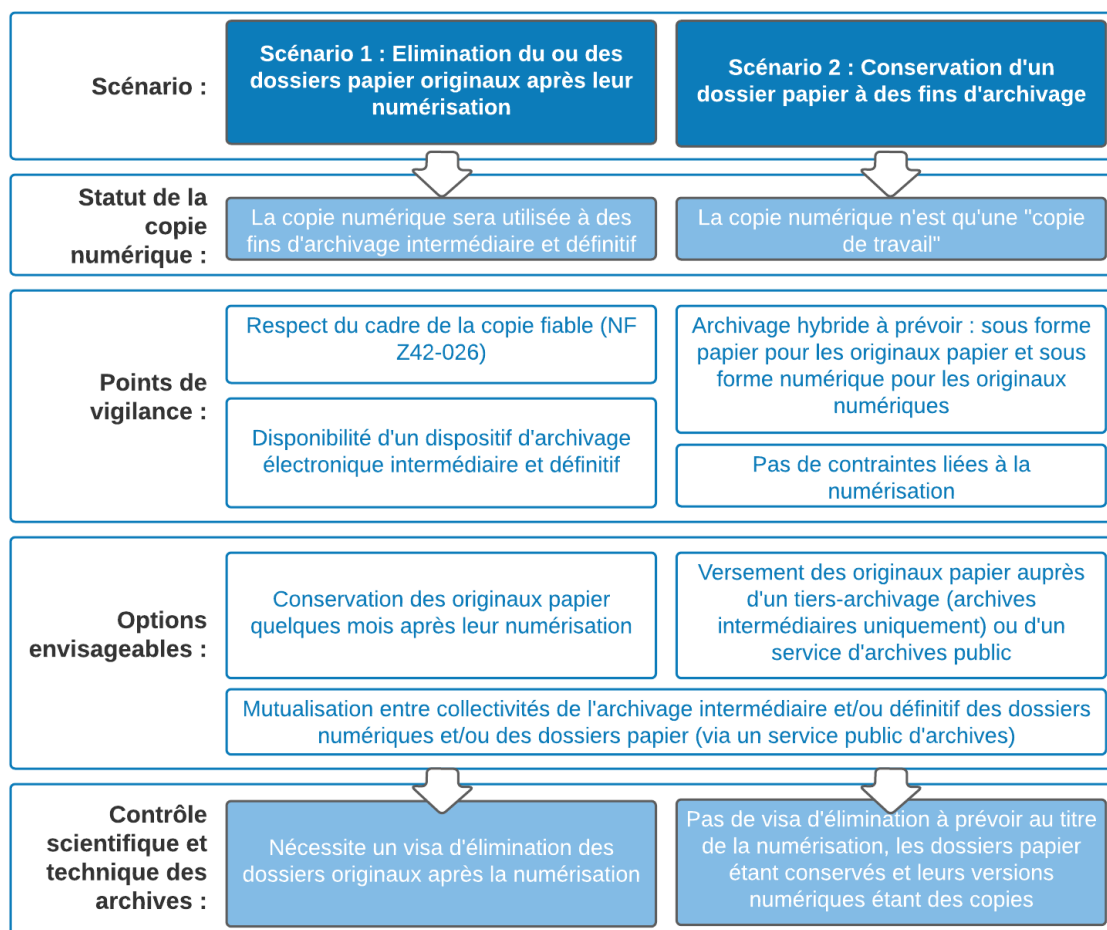 Scénario :
Scénario 1 : Elimination du ou des
dossiers papier originaux après leur
numérisation
Scénario 2 : Conservation d'un
dossier papier à des fins d'archivage
Statut de la
copie
numérique :
La copie numérique sera utilisée à des
fins d'archivage intermédiaire et définitif
La copie numérique n'est qu'une "copie
de travail"
Points de
vigilance :
Respect du cadre de la copie fiable (NF
Z42-026)
Disponibilité d'un dispositif d'archivage
électronique intermédiaire et définitif
Archivage hybride à prévoir : sous forme
papier pour les originaux papier et sous
forme numérique pour les originaux
numériques
Pas de contraintes liées à la
numérisation
Options
envisageables :
Conservation des originaux papier
quelques mois après leur numérisation
Versement des originaux papier auprès
d'un tiers-archivage (archives
intermédiaires uniquement) ou d'un
service d'archives public
Mutualisation entre collectivités de l'archivage intermédiaire et/ou définitif des dossiers
numériques et/ou des dossiers papier (via un service public d'archives)
Contrôle
scientifique et
technique des
archives :
Nécessite un visa d'élimination des
dossiers originaux après la numérisation
Pas de visa d'élimination à prévoir au titre
de la numérisation, les dossiers papier
étant conservés et leurs versions
numériques étant des copies